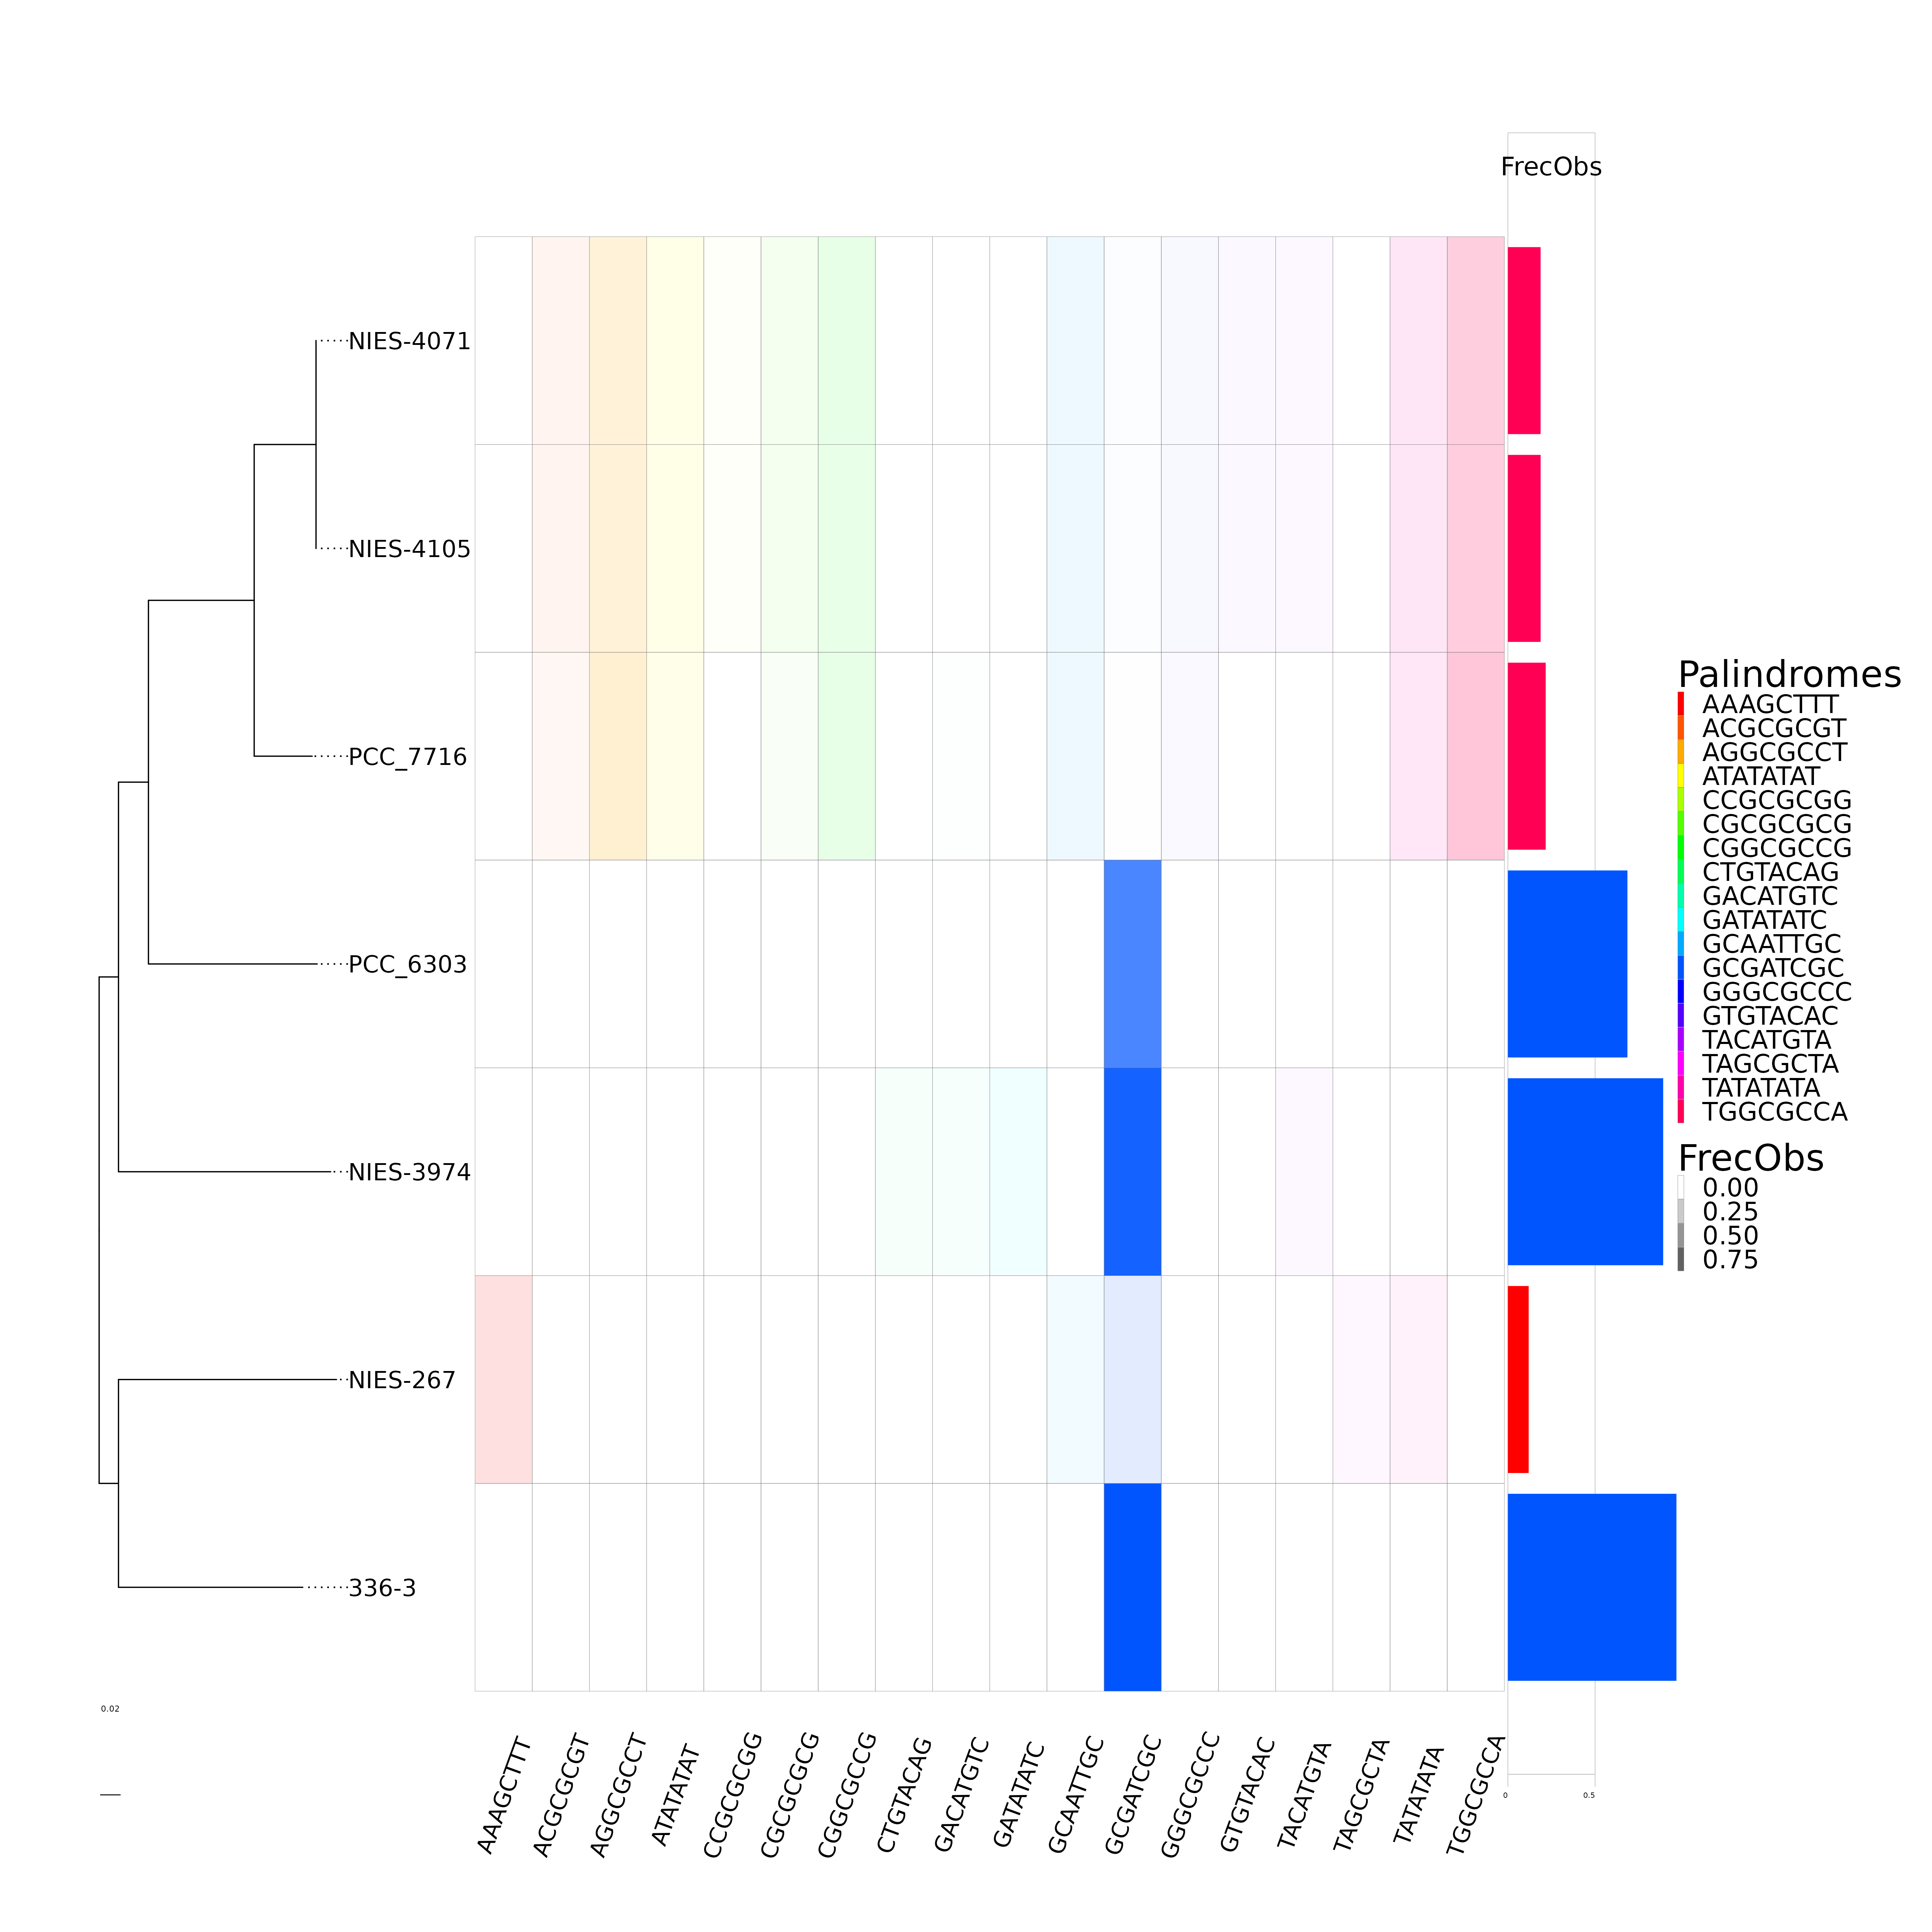 FrecObs
NIES-4071
NIES-4105
PCC_7716
PCC_6303
NIES-3974
NIES-267
336-3
0.02
AAAGCTTT
ACGCGCGT
AGGCGCCT
ATATATAT
CCGCGCGG
CGCGCGCG
CGGCGCCG
CTGTACAG
GACATGTC
GATATATC
GCAATTGC
GCGATCGC
GGGCGCCC
GTGTACAC
TACATGTA
TAGCGCTA
TATATATA
TGGCGCCA
0 0.5
Palindromes
AAAGCTTT
ACGCGCGT
AGGCGCCT
ATATATAT
CCGCGCGG
CGCGCGCG
CGGCGCCG
CTGTACAG
GACATGTC
GATATATC
GCAATTGC
GCGATCGC
GGGCGCCC
GTGTACAC
TACATGTA
TAGCGCTA
TATATATA
TGGCGCCA
FrecObs
0.00
0.25
0.50
0.75